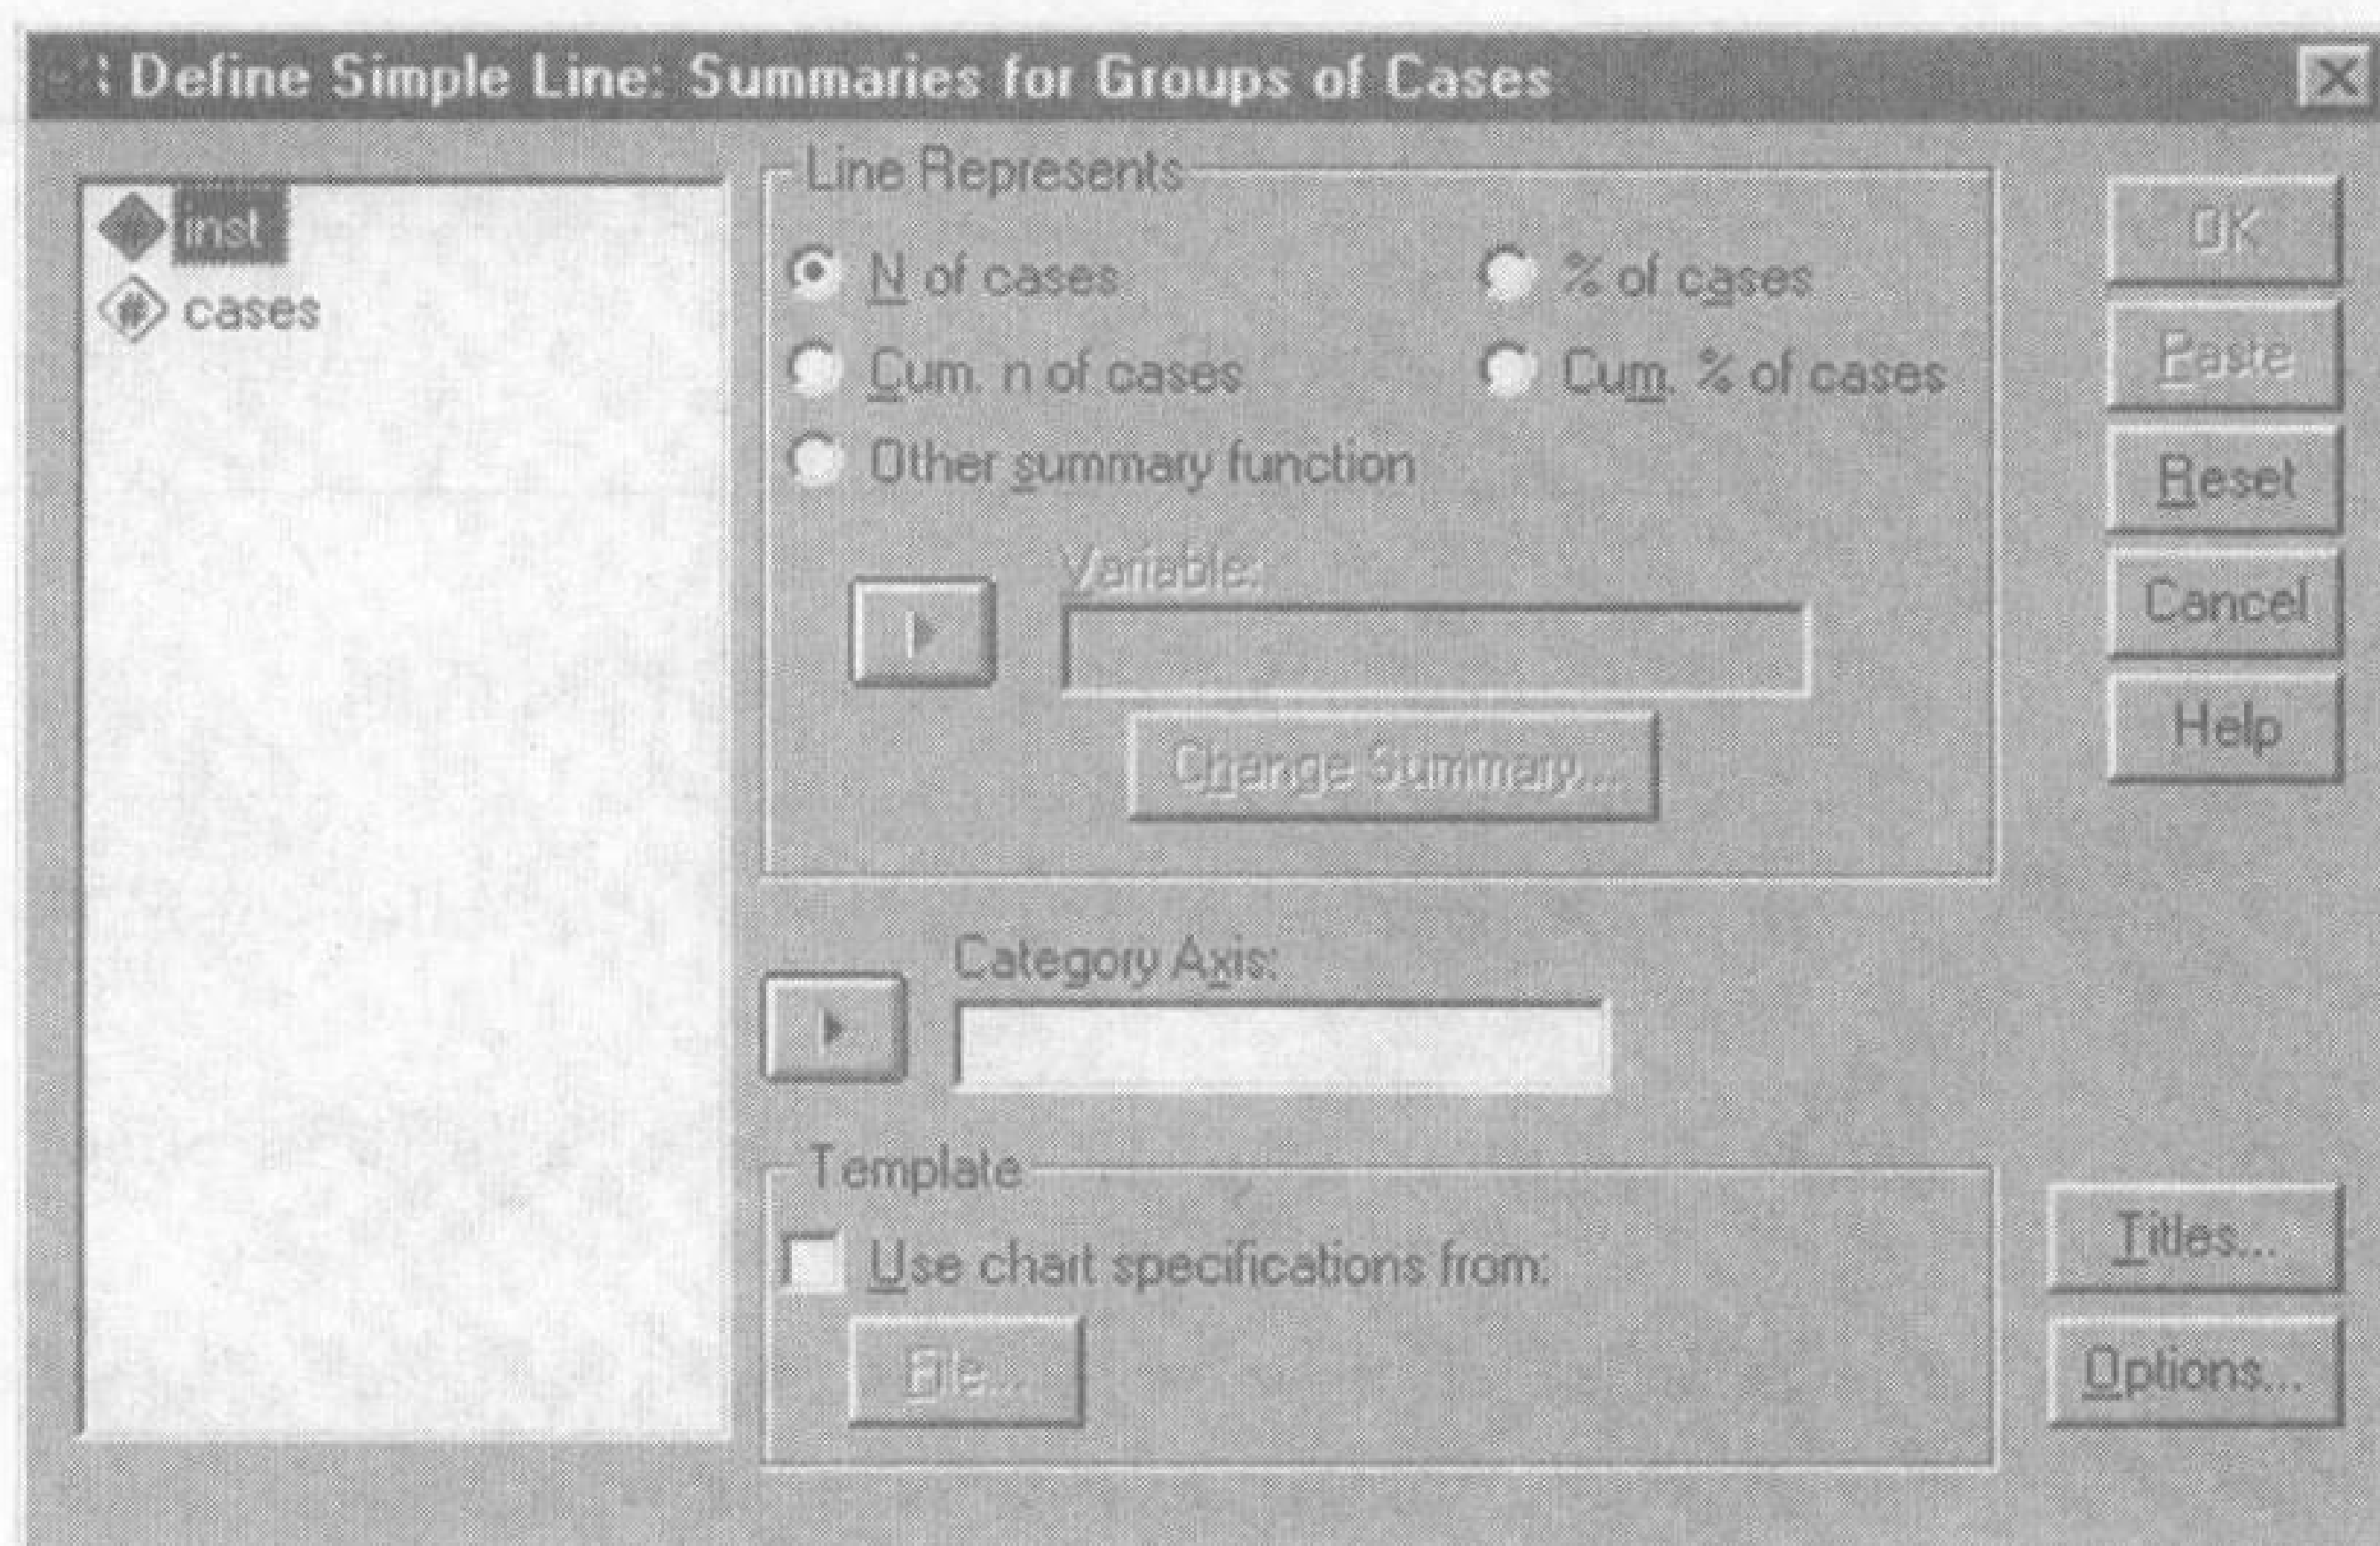 Define Simple Line: Summaries for Groups of Cases
inst
# cases
Line Represents
N of cases
% of cases
Cum. n of cases
Cum. % of cases
Other summary function
Variable:
Change Summary...
Category Axis:
Template
Use chart specifications from:
File...
OK
Paste
Reset
Cancel
Help
Titles...
Options...